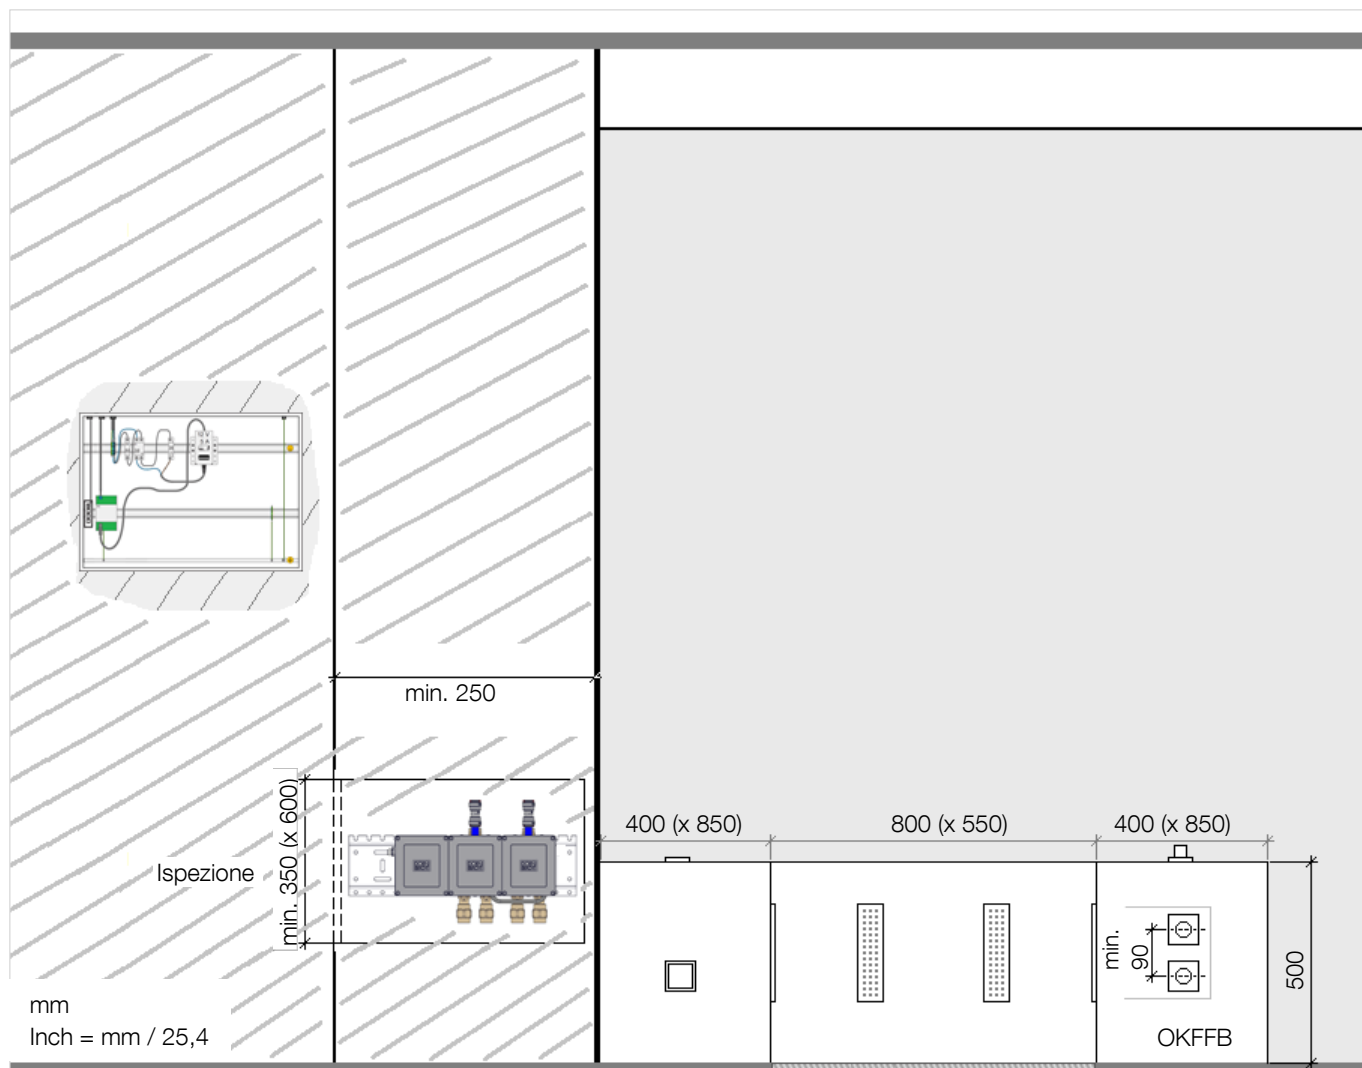 min. 250
400 (x 850)
800 (x 550)
400 (x 850)
min. 350 (x 600)
Ispezione
min.
90
500
OKFFB
mm
Inch = mm / 25,4